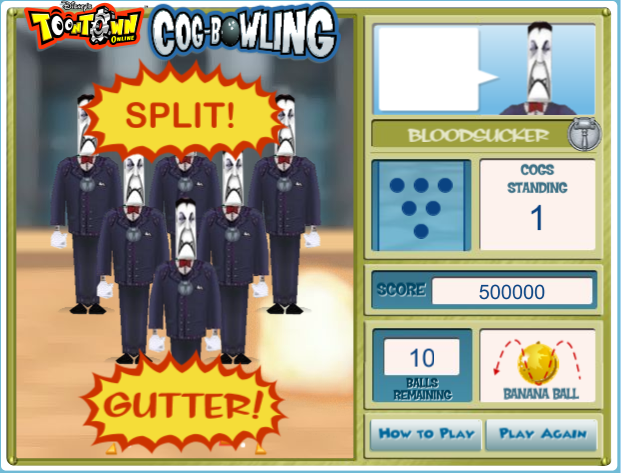 Disney's
TOONTOWN
ONLINE
COG-BOWLING
SPLIT!
BLOODSUCKER
COGS
STANDING
1
SCORE 500000
10
BALLS
REMAINING
BANANA BALL
GUTTER!
HOW TO PLAY
PLAY AGAIN